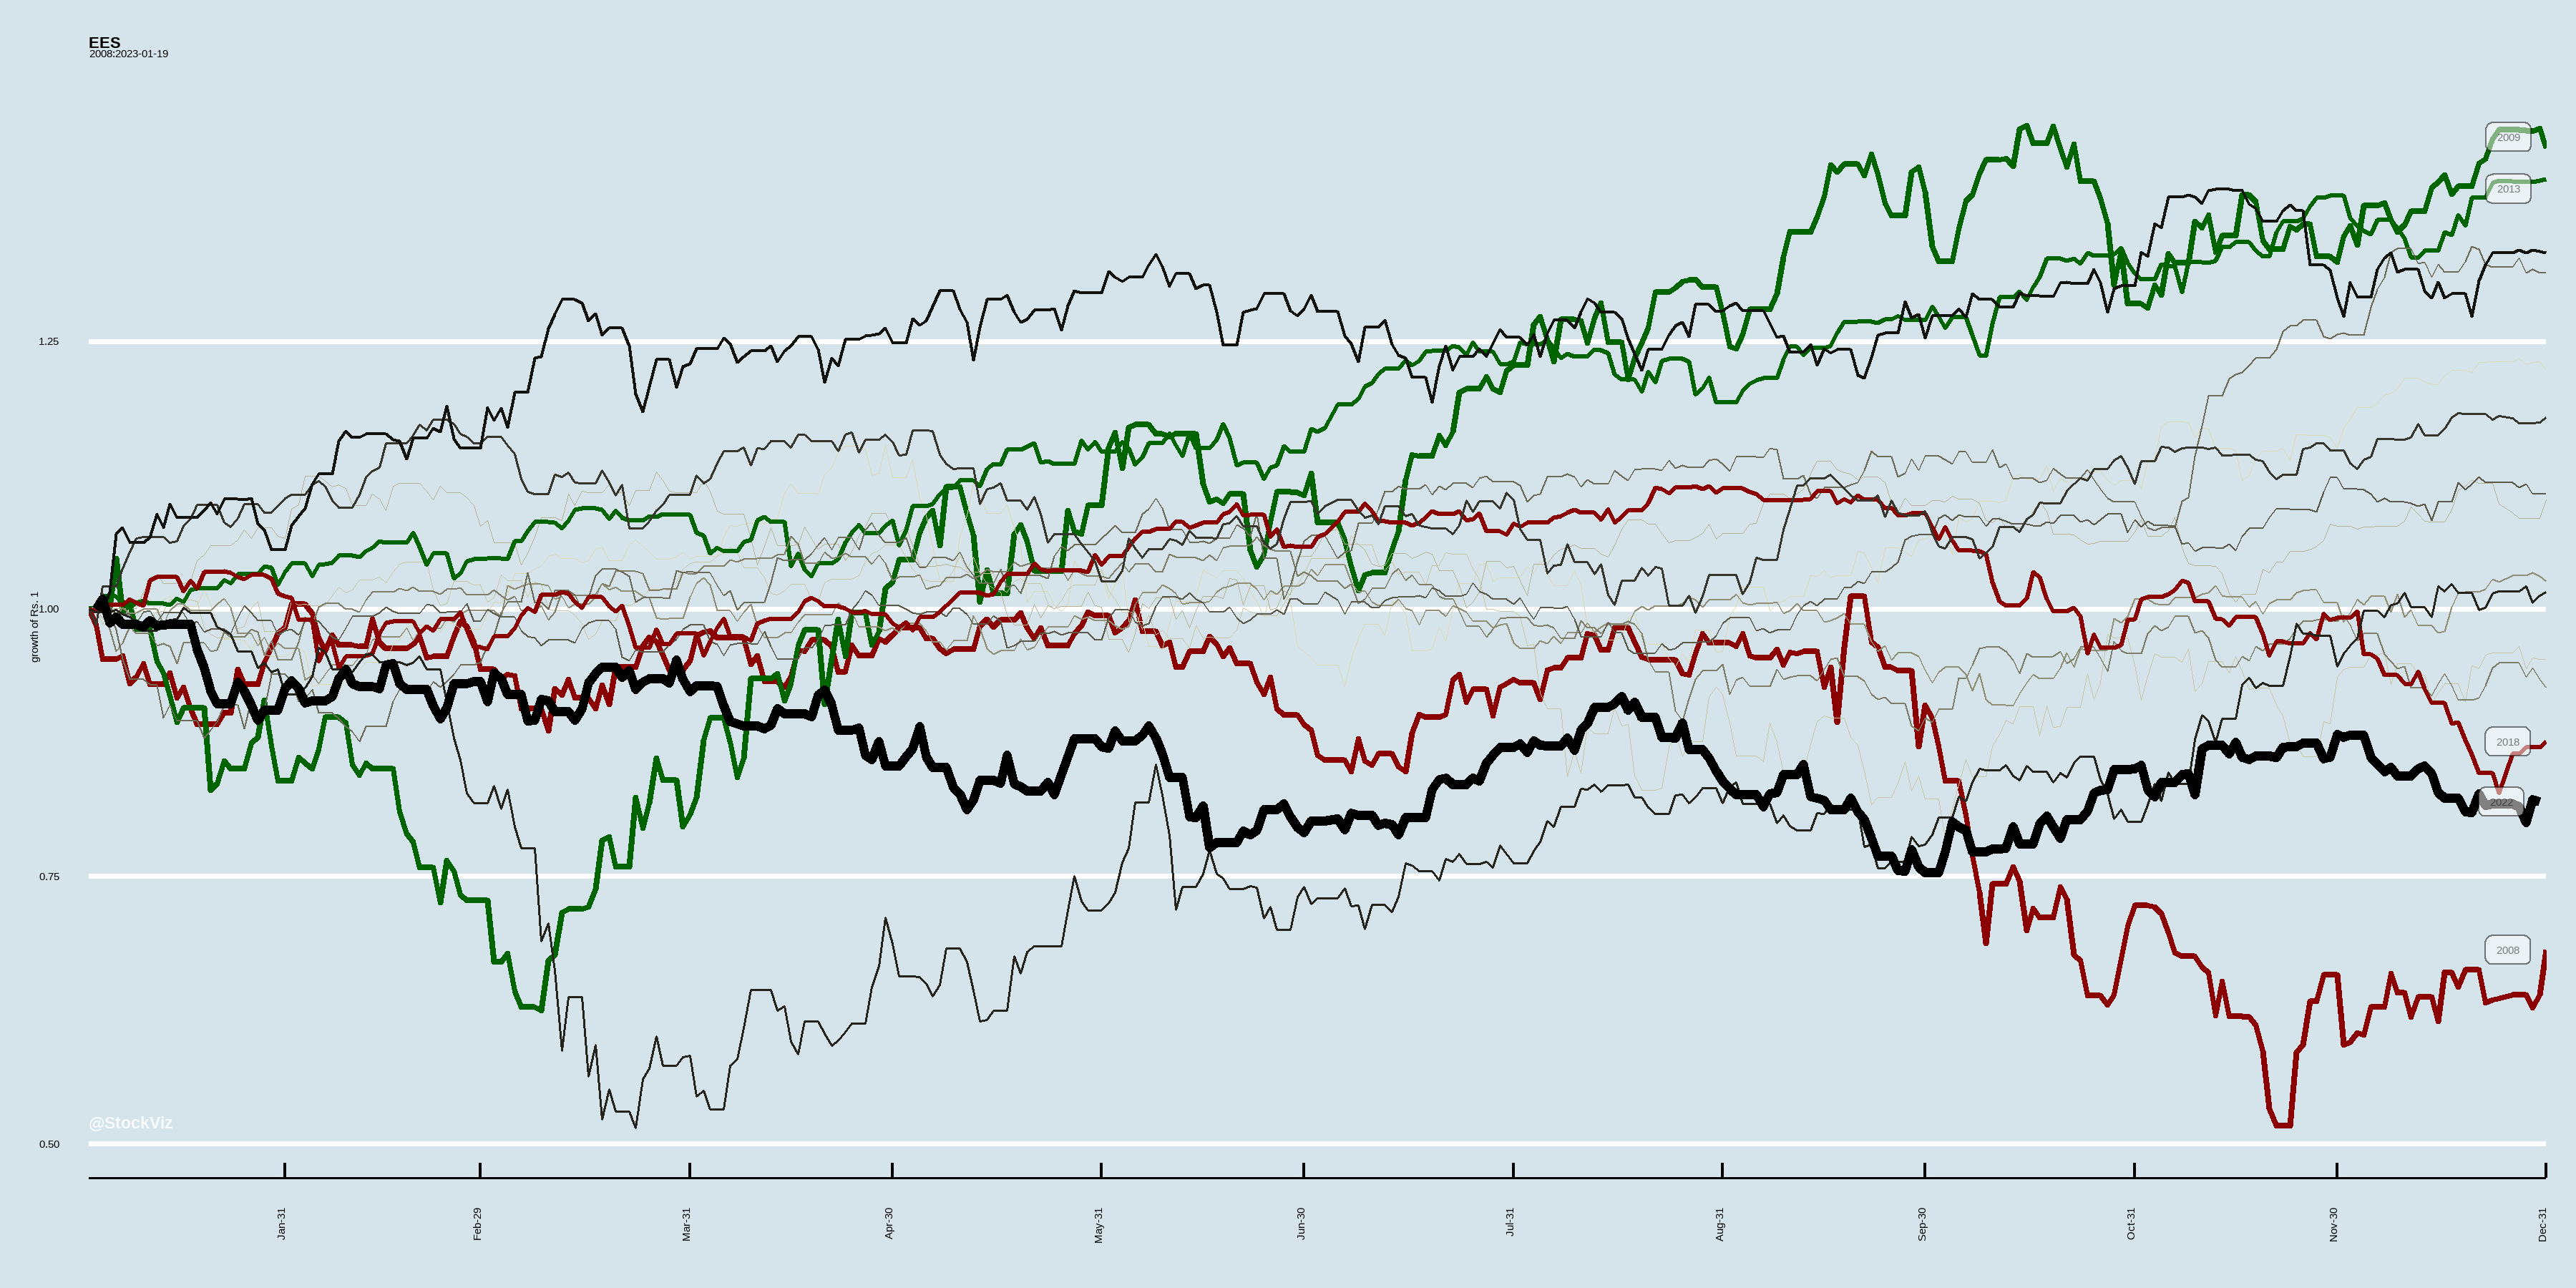 EES
2008:2023-01-19
2009
2013
1.25
1.00
growth of Rs. 1
2018
2022
0.75
2008
@StockViz
0.50
Jan-31
Feb-29
Mar-31
Apr-30
May-31
Jun-30
Jul-31
Aug-31
Sep-30
Oct-31
Nov-30
Dec-31